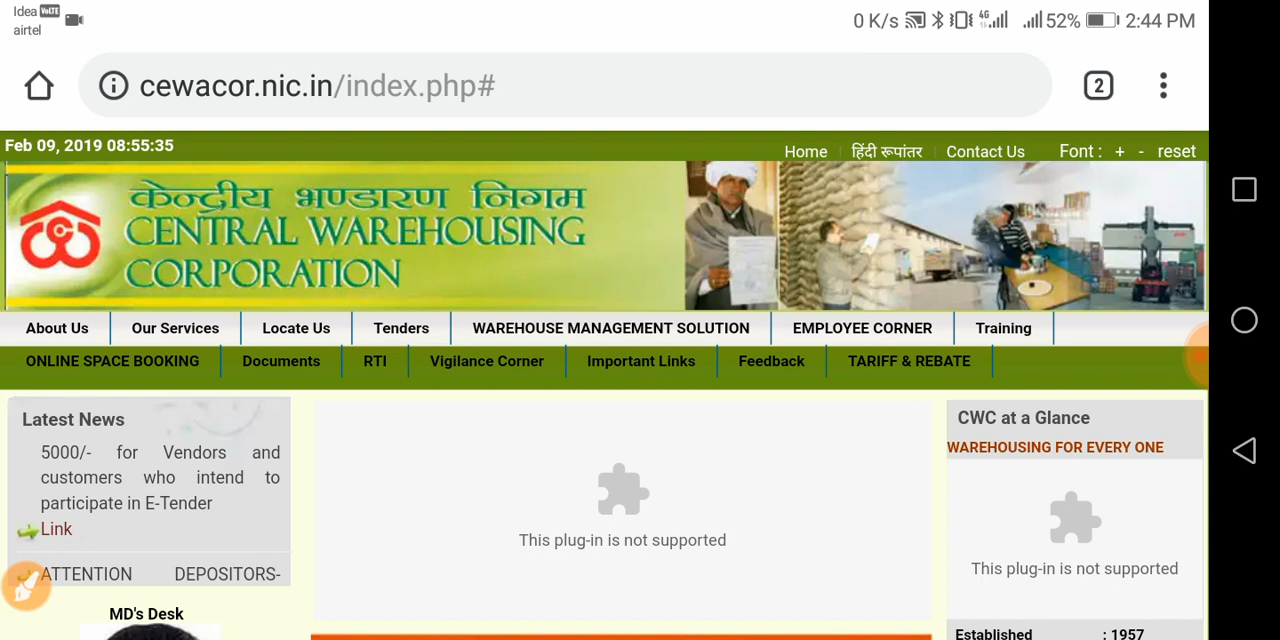 Idea VoLTE
airtel
0 K/s 4G 52% 2:44 PM
cewacor.nic.in/index.php#
2
Feb 09, 2019 08:55:35
Home हिंदी रूपांतर Contact Us Font : + - reset
केन्द्रीय भण्डारण निगम
CENTRAL WAREHOUSING
CORPORATION
About Us Our Services Locate Us Tenders WAREHOUSE MANAGEMENT SOLUTION EMPLOYEE CORNER Training
ONLINE SPACE BOOKING Documents RTI Vigilance Corner Important Links Feedback TARIFF & REBATE
Latest News
5000/- for Vendors and
customers who intend to
participate in E-Tender
Link
ATTENTION DEPOSITORS-
MD's Desk
This plug-in is not supported
CWC at a Glance
WAREHOUSING FOR EVERY ONE
This plug-in is not supported
Established : 1957